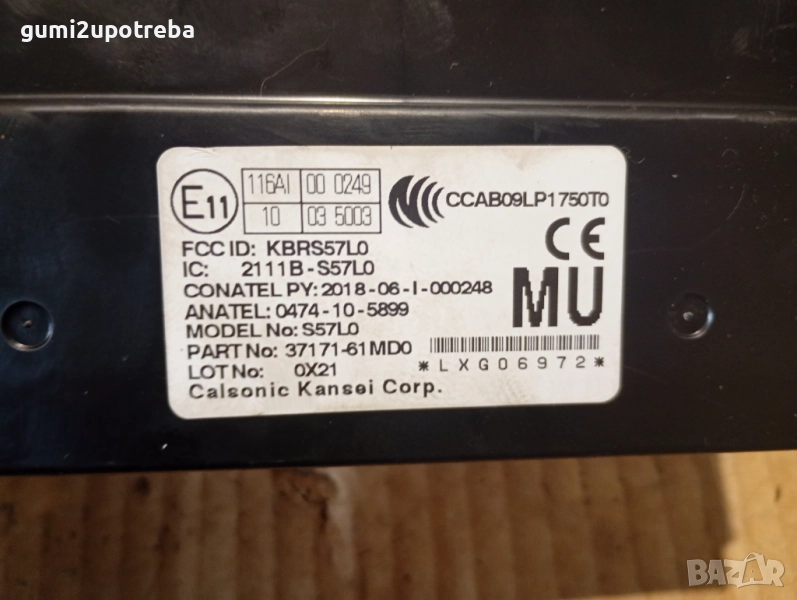 gumi2upotreba
E11
116AI 00 0249
10 03 5003
CCAB09LP1750T0
CE
FCC ID: KBRS57L0
IC: 2111B-S57L0
CONATEL PY: 2018-06-I-000248
ANATEL: 0474-10-5899
MODEL No: S57L0
MU
PART No: 37171-61MD0
LOT No: 0X21
*LXG06972*
Calsonic Kansei Corp.
BAZAR